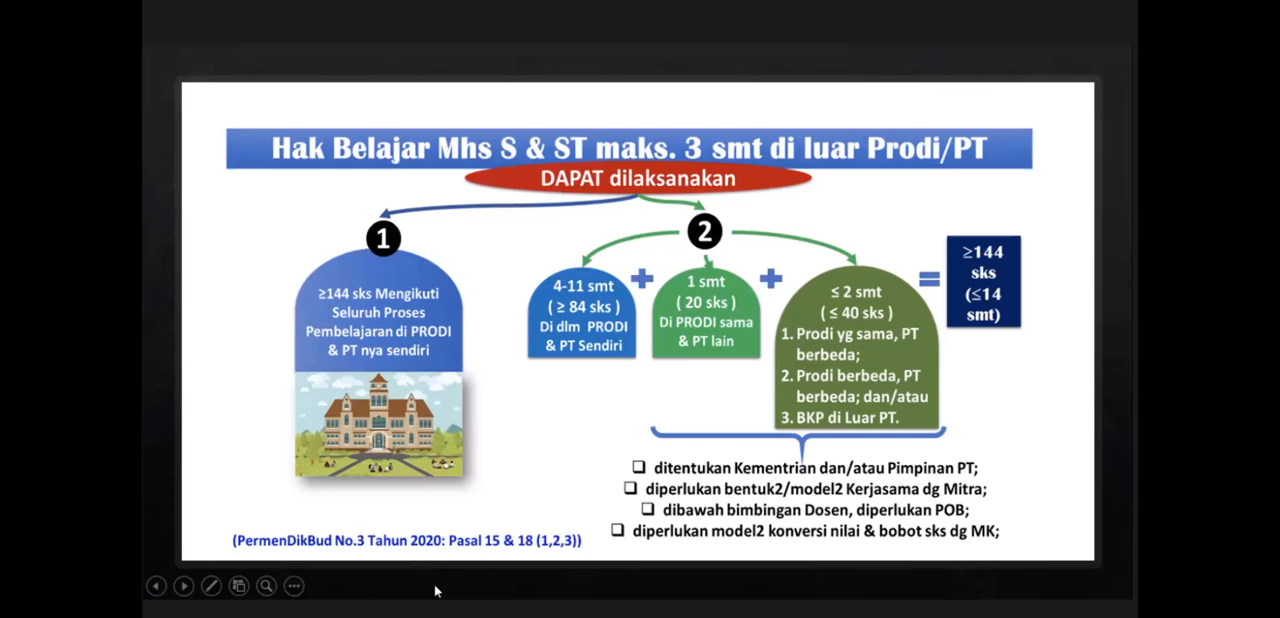 Hak Belajar Mhs S & ST maks. 3 smt di luar Prodi/PT
DAPAT dilaksanakan
1
≥144 sks Mengikuti
Seluruh Proses
Pembelajaran di PRODI
& PT nya sendiri
2
4-11 smt
( ≥ 84 sks )
Di dlm PRODI
& PT Sendiri
+
1 smt
( 20 sks )
Di PRODI sama
& PT lain
+
≤ 2 smt
( ≤ 40 sks )
1. Prodi yg sama, PT
berbeda;
2. Prodi berbeda, PT
berbeda; dan/atau
3. BKP di Luar PT.
=
≥144
sks
(≤14
smt)
❑ ditentukan Kementrian dan/atau Pimpinan PT;
❑ diperlukan bentuk2/model2 Kerjasama dg Mitra;
❑ dibawah bimbingan Dosen, diperlukan POB;
❑ diperlukan model2 konversi nilai & bobot sks dg MK;
(PermenDikBud No.3 Tahun 2020: Pasal 15 & 18 (1,2,3))